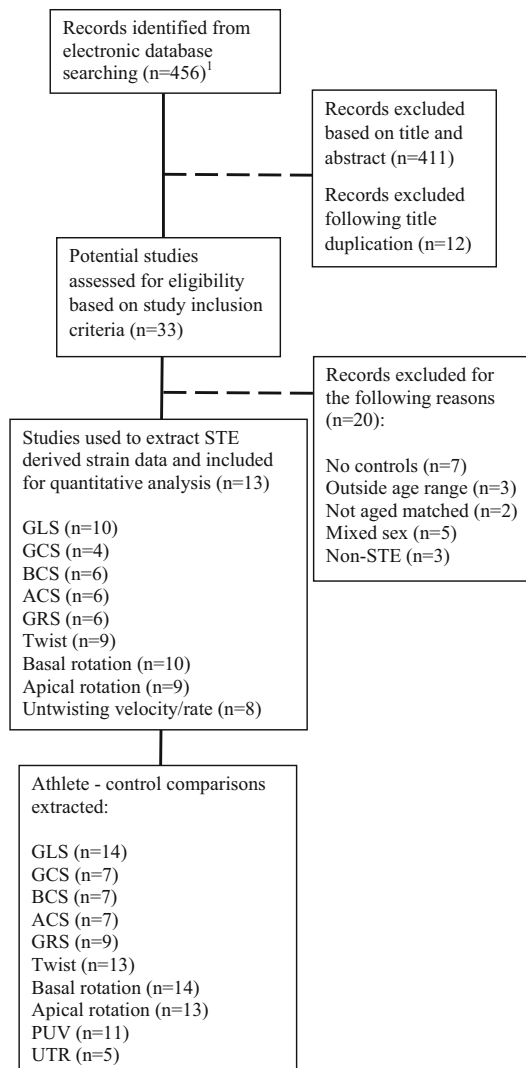 Records identified from
electronic database
searching (n=456)1
Records excluded
based on title and
abstract (n=411)
Records excluded
following title
duplication (n=12)
Potential studies
assessed for eligibility
based on study inclusion
criteria (n=33)
Records excluded for
the following reasons
(n=20):
No controls (n=7)
Outside age range (n=3)
Not aged matched (n=2)
Mixed sex (n=5)
Non-STE (n=3)
Studies used to extract STE
derived strain data and included
for quantitative analysis (n=13)
GLS (n=10)
GCS (n=4)
BCS (n=6)
ACS (n=6)
GRS (n=6)
Twist (n=9)
Basal rotation (n=10)
Apical rotation (n=9)
Untwisting velocity/rate (n=8)
Athlete - control comparisons
extracted:
GLS (n=14)
GCS (n=7)
BCS (n=7)
ACS (n=7)
GRS (n=9)
Twist (n=13)
Basal rotation (n=14)
Apical rotation (n=13)
PUV (n=11)
UTR (n=5)